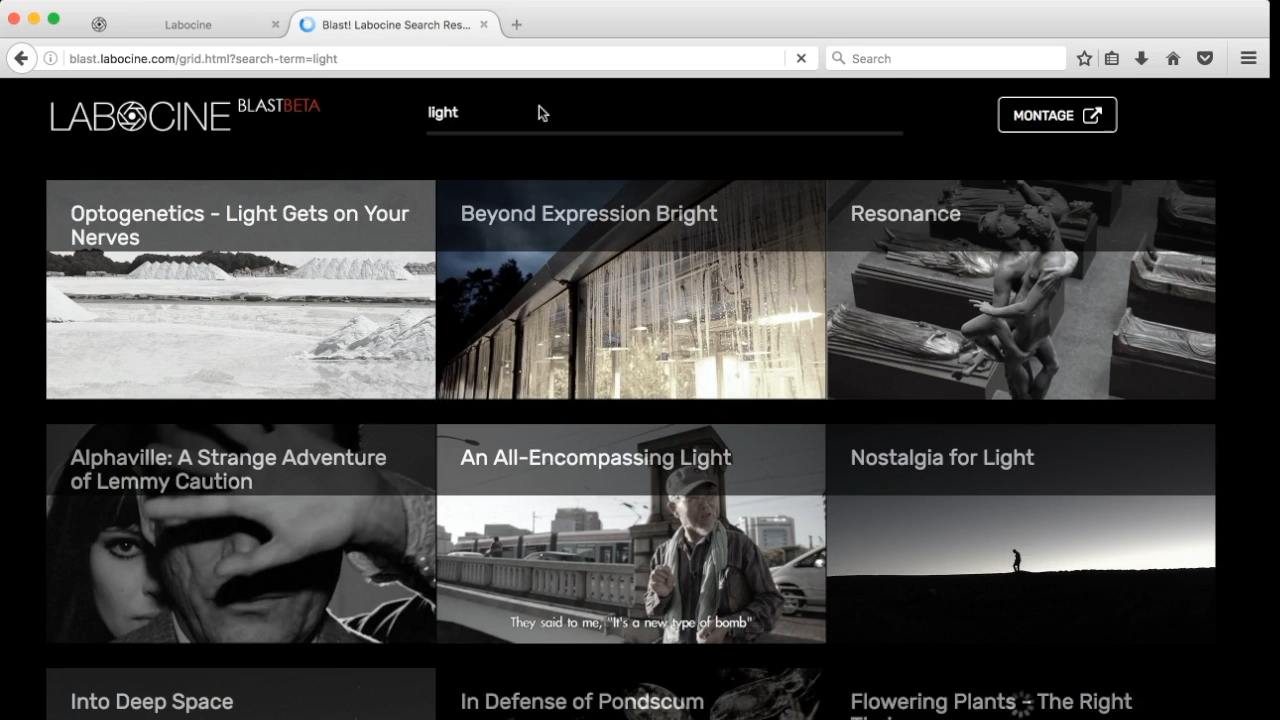 Labocine
Blast! Labocine Search Res...
blast.labocine.com/grid.html?search-term=light
Search
LABOCINE BLASTBETA
light
MONTAGE
Optogenetics - Light Gets on Your
Nerves
Beyond Expression Bright
Resonance
Alphaville: A Strange Adventure
of Lemmy Caution
An All-Encompassing Light
They said to me, "It's a new type of bomb"
Nostalgia for Light
Into Deep Space
In Defense of Pondscum
Flowering Plants - The Right